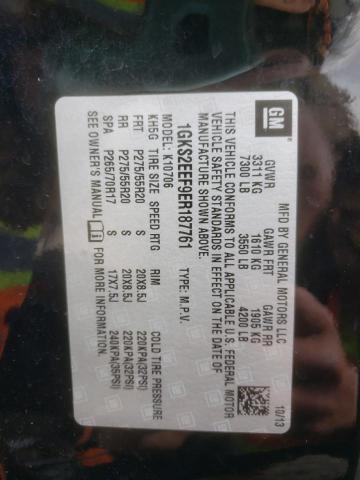 GM
MFD BY GENERAL MOTORS LLC 10/13
GVWR GAWR FRT GAWR RR
3311 KG 1610 KG 1905 KG
7300 LB 3550 LB 4200 LB
THIS VEHICLE CONFORMS TO ALL APPLICABLE U.S. FEDERAL MOTOR
VEHICLE SAFETY STANDARDS IN EFFECT ON THE DATE OF
MANUFACTURE SHOWN ABOVE.
1GKS2EEF9ER187761 TYPE: M.P.V.
MODEL: K10706
KH5G TIRE SIZE SPEED RTG RIM COLD TIRE PRESSURE
FRT P275/55R20 S 20X8.5J 220KPA(32PSI)
RR P275/55R20 S 20X8.5J 220KPA(32PSI)
SPA P265/70R17 S 17X7.5J 240KPA(35PSI)
SEE OWNER'S MANUAL FOR MORE INFORMATION.